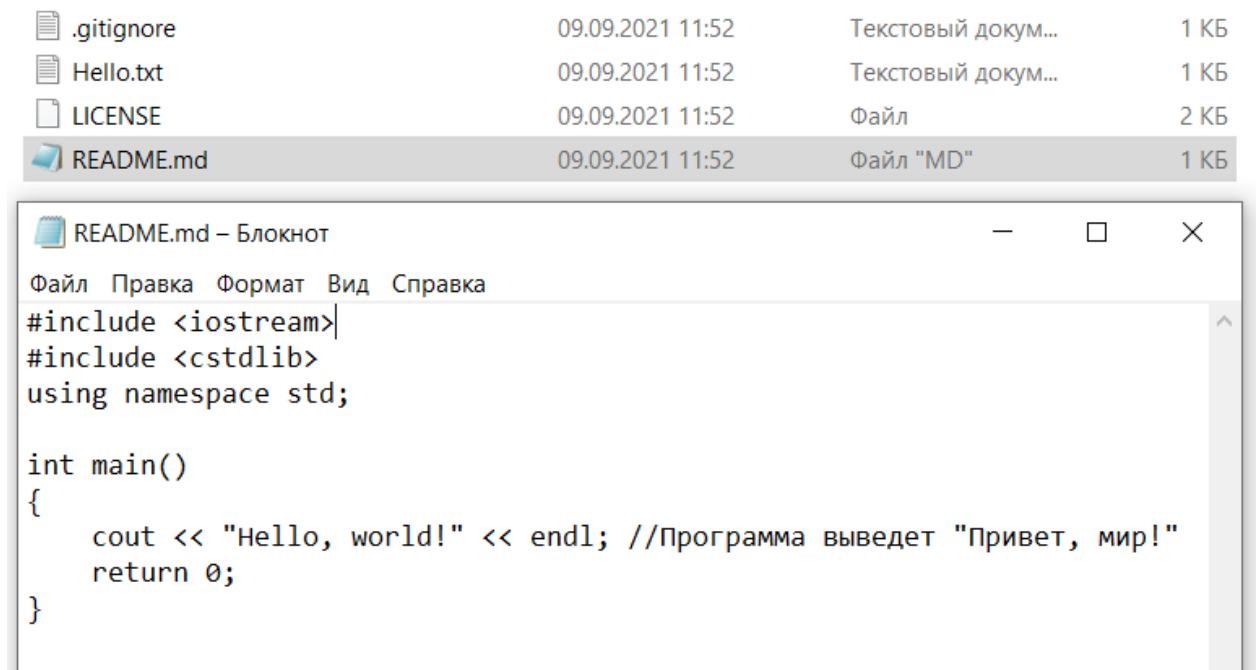 .gitignore 09.09.2021 11:52 Текстовый докум... 1 КБ
Hello.txt 09.09.2021 11:52 Текстовый докум... 1 КБ
LICENSE 09.09.2021 11:52 Файл 2 КБ
README.md 09.09.2021 11:52 Файл "MD" 1 КБ
README.md – Блокнот
Файл Правка Формат Вид Справка
#include <iostream>
#include <cstdlib>
using namespace std;
int main()
{
    cout << "Hello, world!" << endl; //Программа выведет "Привет, мир!"
    return 0;
}